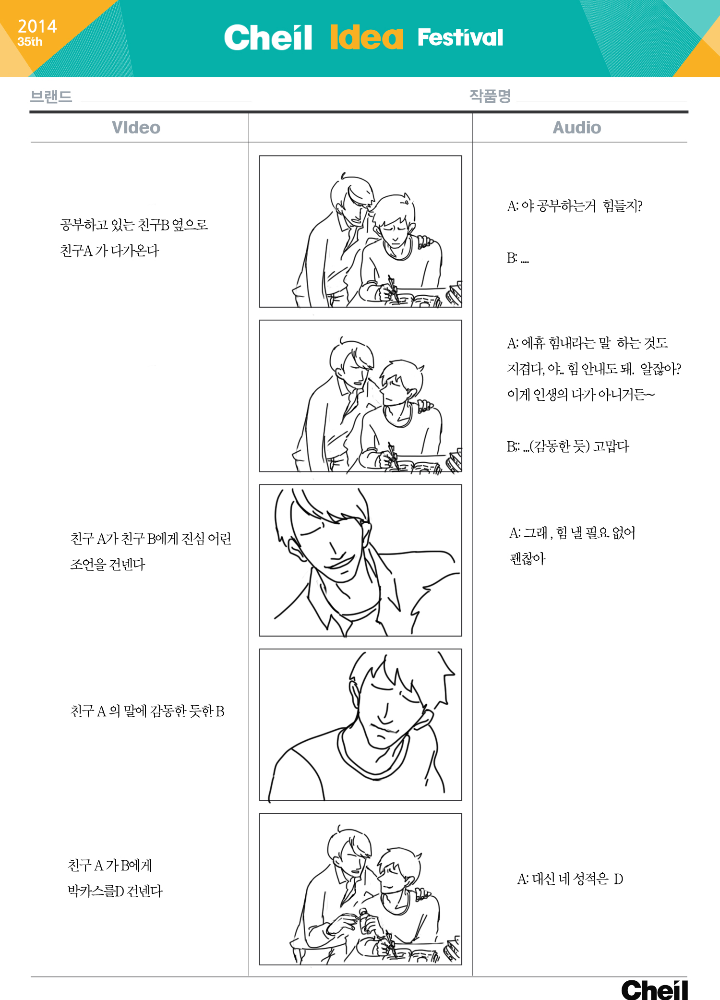 2014
35th
Cheil Idea Festival
브랜드
작품명
VIdeo
Audio
공부하고 있는 친구B 옆으로
친구A 가 다가온다
A: 야 공부하는거 힘들지?
B: ....
A: 에휴 힘내라는 말 하는 것도
지겹다, 야.. 힘 안내도 돼. 알잖아?
이게 인생의 다가 아니거든~
B;: ...(감동한 듯) 고맙다
친구 A가 친구 B에게 진심 어린
조언을 건넨다
A: 그래 , 힘 낼 필요 없어
괜찮아
친구 A 의 말에 감동한 듯한 B
친구 A 가 B에게
박카스를D 건넨다
A: 대신 네 성적은 D
Cheil